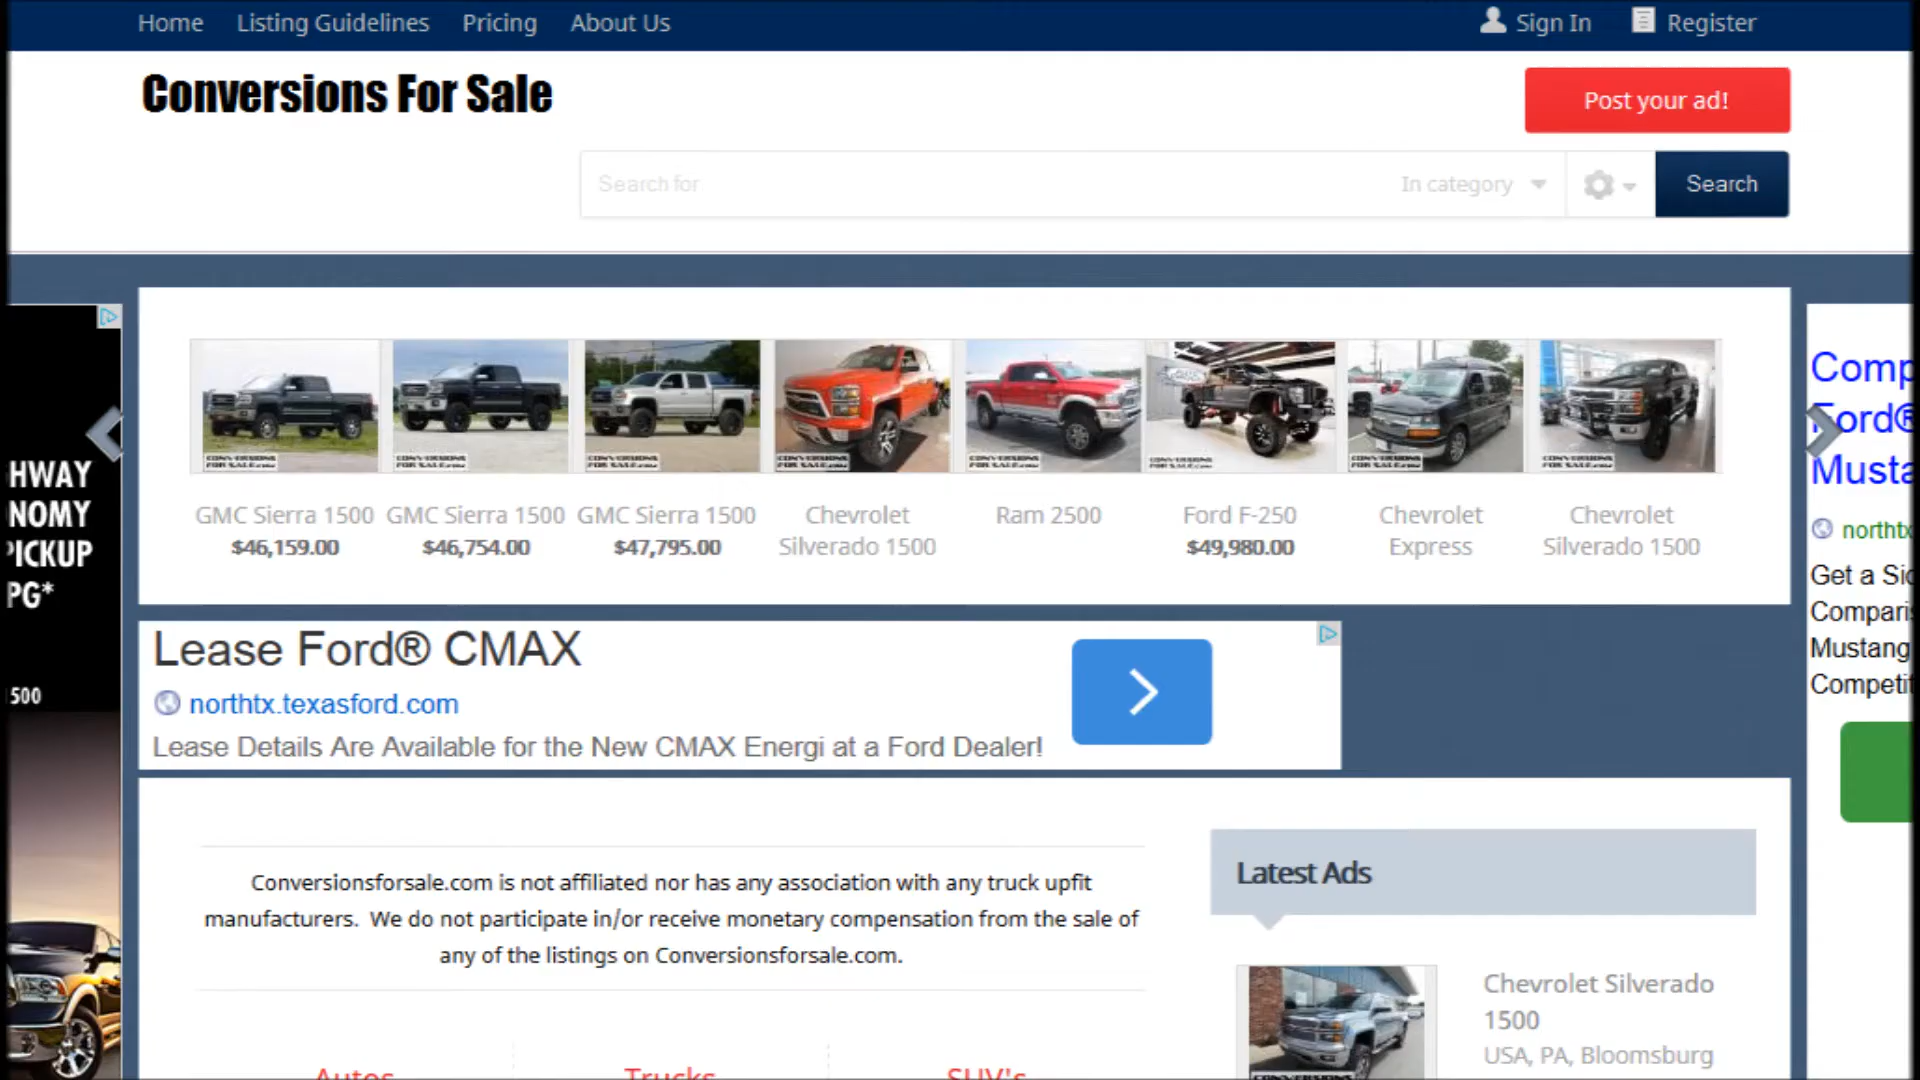 Home Listing Guidelines Pricing About Us Sign In Register
Conversions For Sale
Post your ad!
Search for In category Search
GMC Sierra 1500
$46,159.00
GMC Sierra 1500
$46,754.00
GMC Sierra 1500
$47,795.00
Chevrolet
Silverado 1500
Ram 2500
Ford F-250
$49,980.00
Chevrolet
Express
Chevrolet
Silverado 1500
HWAY
NOMY
PICKUP
PG*
1500
Comp
Ford®
Musta
northtx
Get a Sid
Comparis
Mustang
Competit
Lease Ford® CMAX
northtx.texasford.com
Lease Details Are Available for the New CMAX Energi at a Ford Dealer!
Conversionsforsale.com is not affiliated nor has any association with any truck upfit
manufacturers. We do not participate in/or receive monetary compensation from the sale of
any of the listings on Conversionsforsale.com.
Autos Trucks SUV's
Latest Ads
Chevrolet Silverado
1500
USA, PA, Bloomsburg